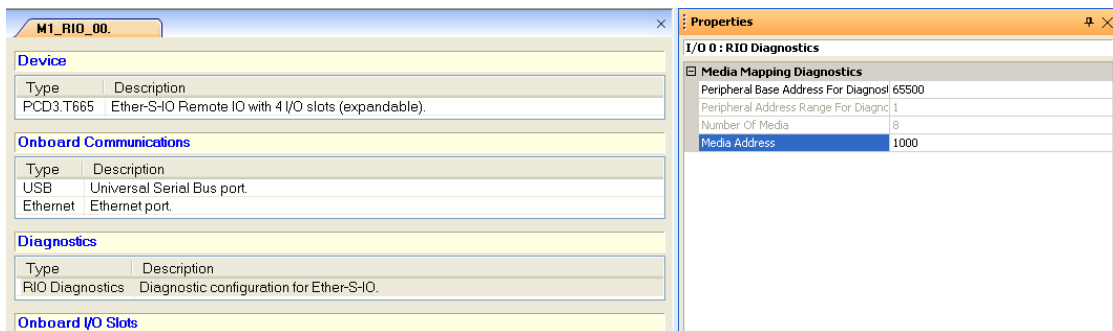 M1_RIO_00.
Device
Type Description
PCD3.T665 Ether-S-IO Remote IO with 4 I/O slots (expandable).
Onboard Communications
Type Description
USB Universal Serial Bus port.
Ethernet Ethernet port.
Diagnostics
Type Description
RIO Diagnostics Diagnostic configuration for Ether-S-IO.
Onboard I/O Slots
Properties
I/O 0 : RIO Diagnostics
Media Mapping Diagnostics
Peripheral Base Address For Diagnost 65500
Peripheral Address Range For Diagnc 1
Number Of Media 8
Media Address 1000